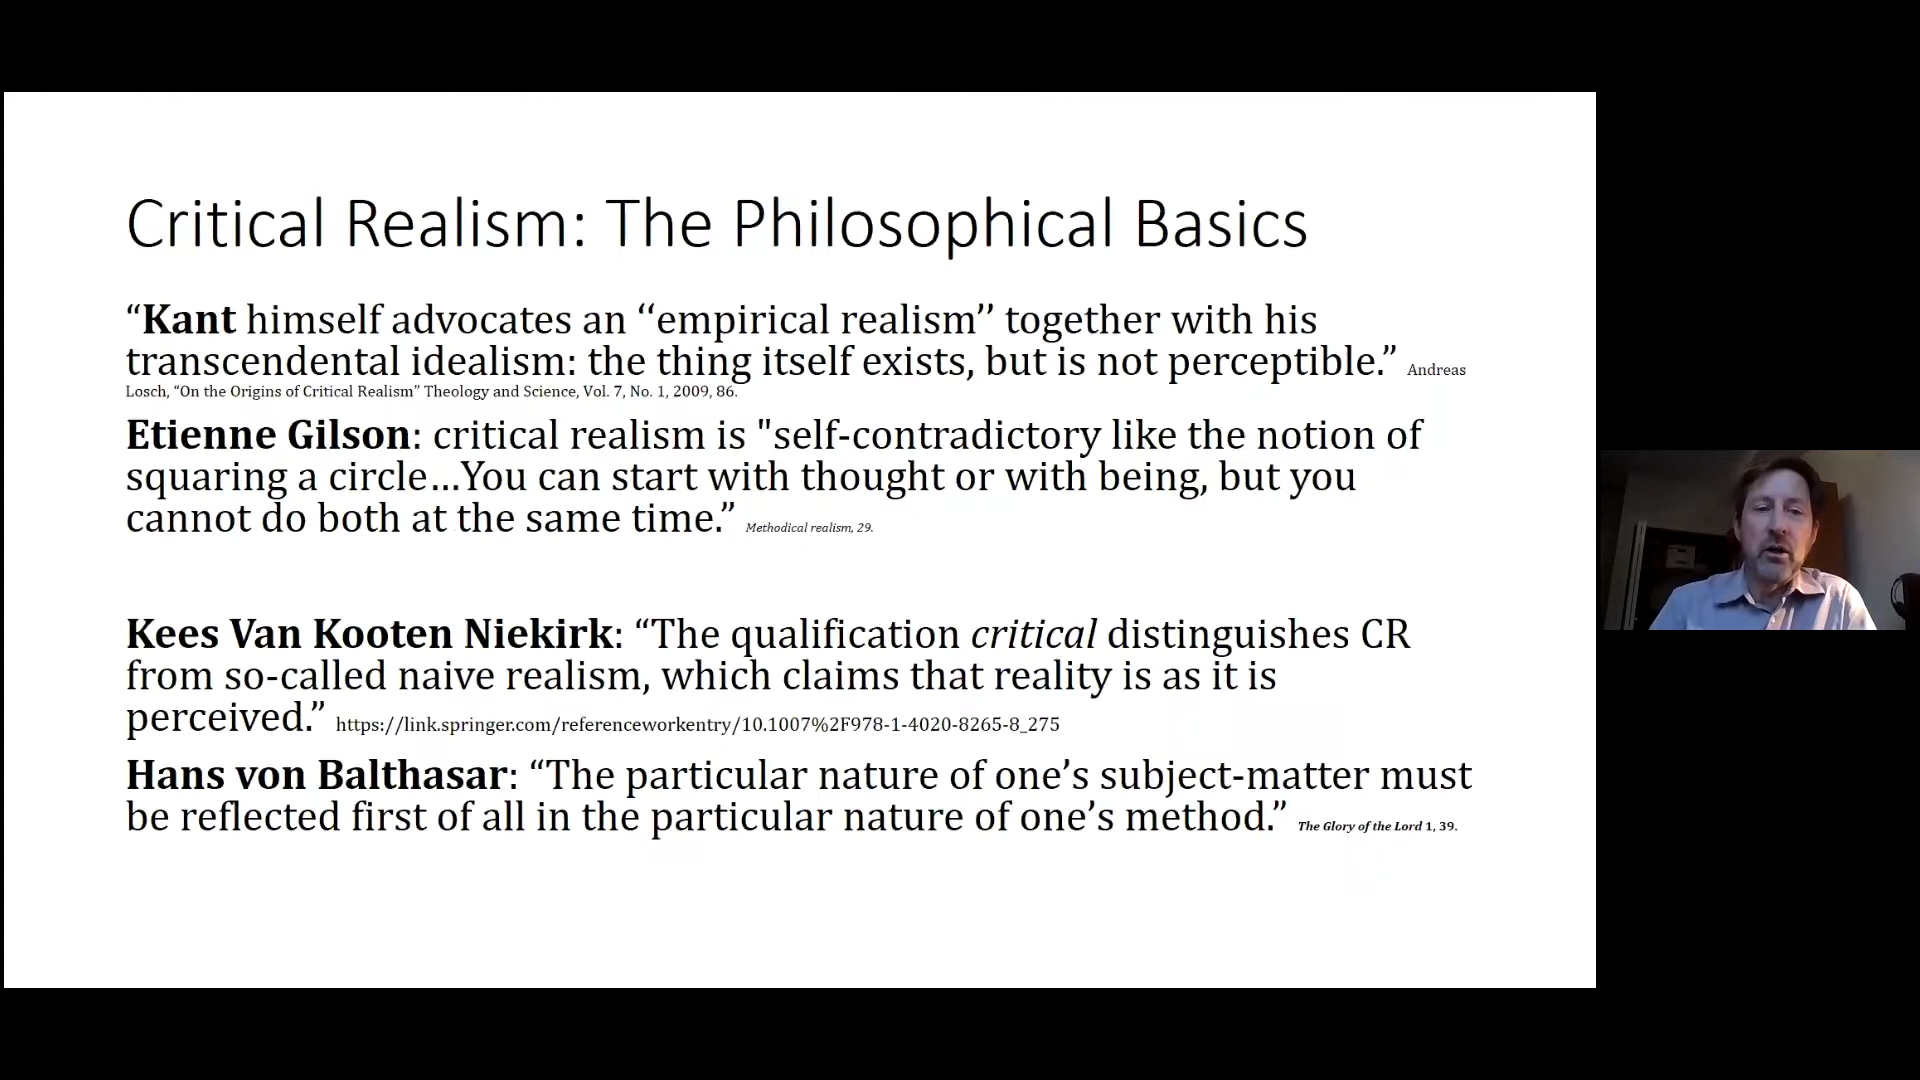 Critical Realism: The Philosophical Basics
“Kant himself advocates an ‘‘empirical realism’’ together with his
transcendental idealism: the thing itself exists, but is not perceptible.” Andreas
Losch, “On the Origins of Critical Realism” Theology and Science, Vol. 7, No. 1, 2009, 86.
Etienne Gilson: critical realism is "self-contradictory like the notion of
squaring a circle…You can start with thought or with being, but you
cannot do both at the same time.” Methodical realism, 29.
Kees Van Kooten Niekirk: “The qualification critical distinguishes CR
from so-called naive realism, which claims that reality is as it is
perceived.” https://link.springer.com/referenceworkentry/10.1007%2F978-1-4020-8265-8_275
Hans von Balthasar: “The particular nature of one’s subject-matter must
be reflected first of all in the particular nature of one’s method.” The Glory of the Lord 1, 39.